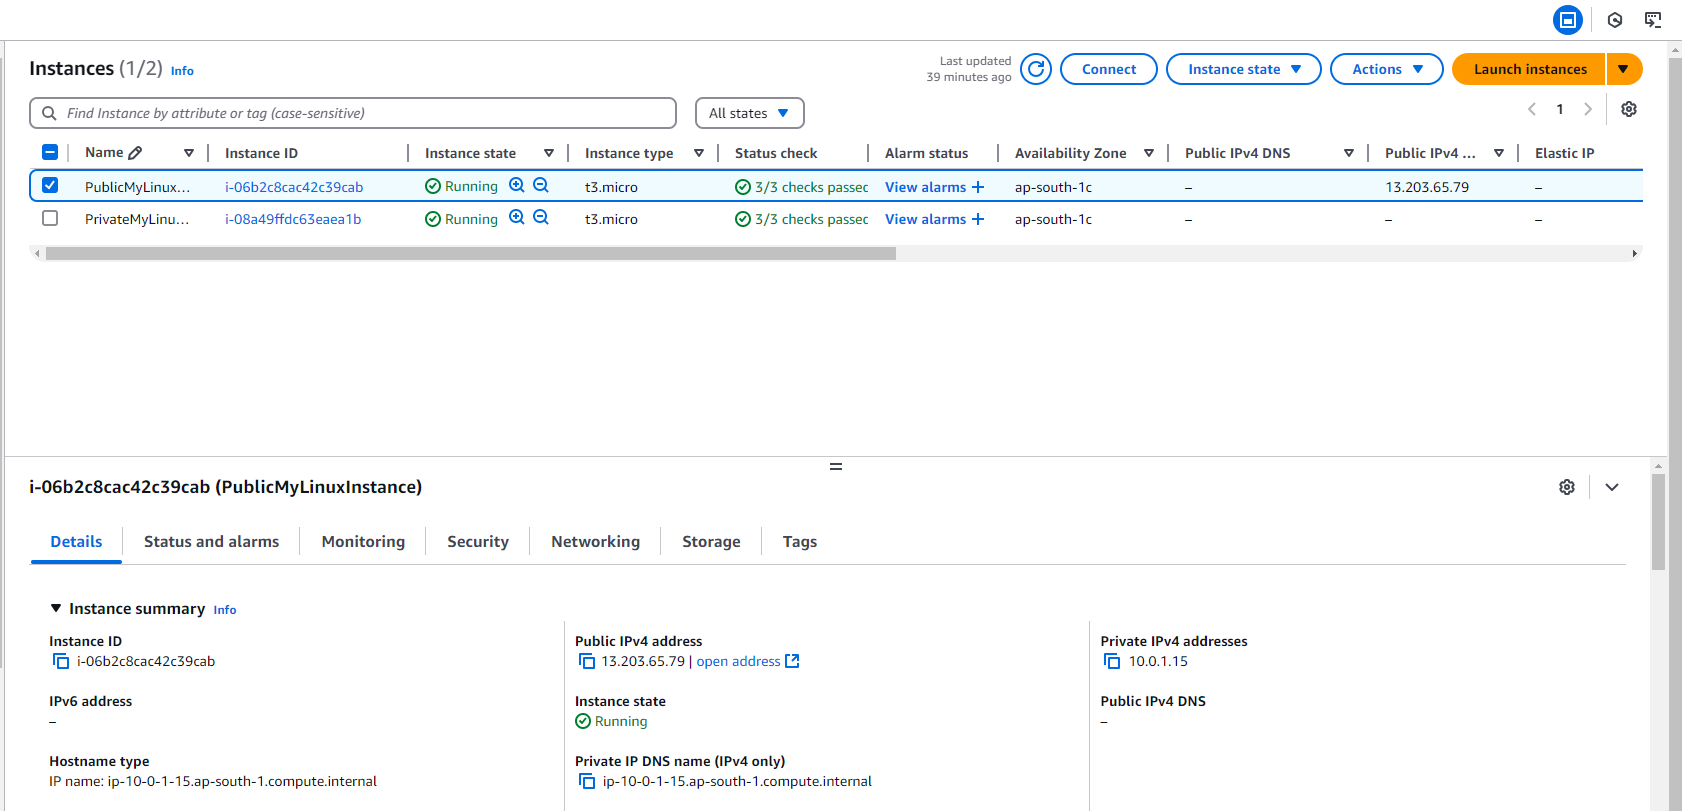 Instances (1/2) Info
Last updated
39 minutes ago
Connect
Instance state
Actions
Launch instances
Find Instance by attribute or tag (case-sensitive)
All states
1
Name Instance ID Instance state Instance type Status check Alarm status Availability Zone Public IPv4 DNS Public IPv4 ... Elastic IP
PublicMyLinux... i-06b2c8cac42c39cab Running t3.micro 3/3 checks passec View alarms + ap-south-1c – 13.203.65.79 –
PrivateMyLinu... i-08a49ffdc63eaea1b Running t3.micro 3/3 checks passec View alarms + ap-south-1c – – –
i-06b2c8cac42c39cab (PublicMyLinuxInstance)
Details Status and alarms Monitoring Security Networking Storage Tags
Instance summary Info
Instance ID
i-06b2c8cac42c39cab
Public IPv4 address
13.203.65.79 | open address
Private IPv4 addresses
10.0.1.15
IPv6 address
–
Instance state
Running
Public IPv4 DNS
–
Hostname type
IP name: ip-10-0-1-15.ap-south-1.compute.internal
Private IP DNS name (IPv4 only)
ip-10-0-1-15.ap-south-1.compute.internal